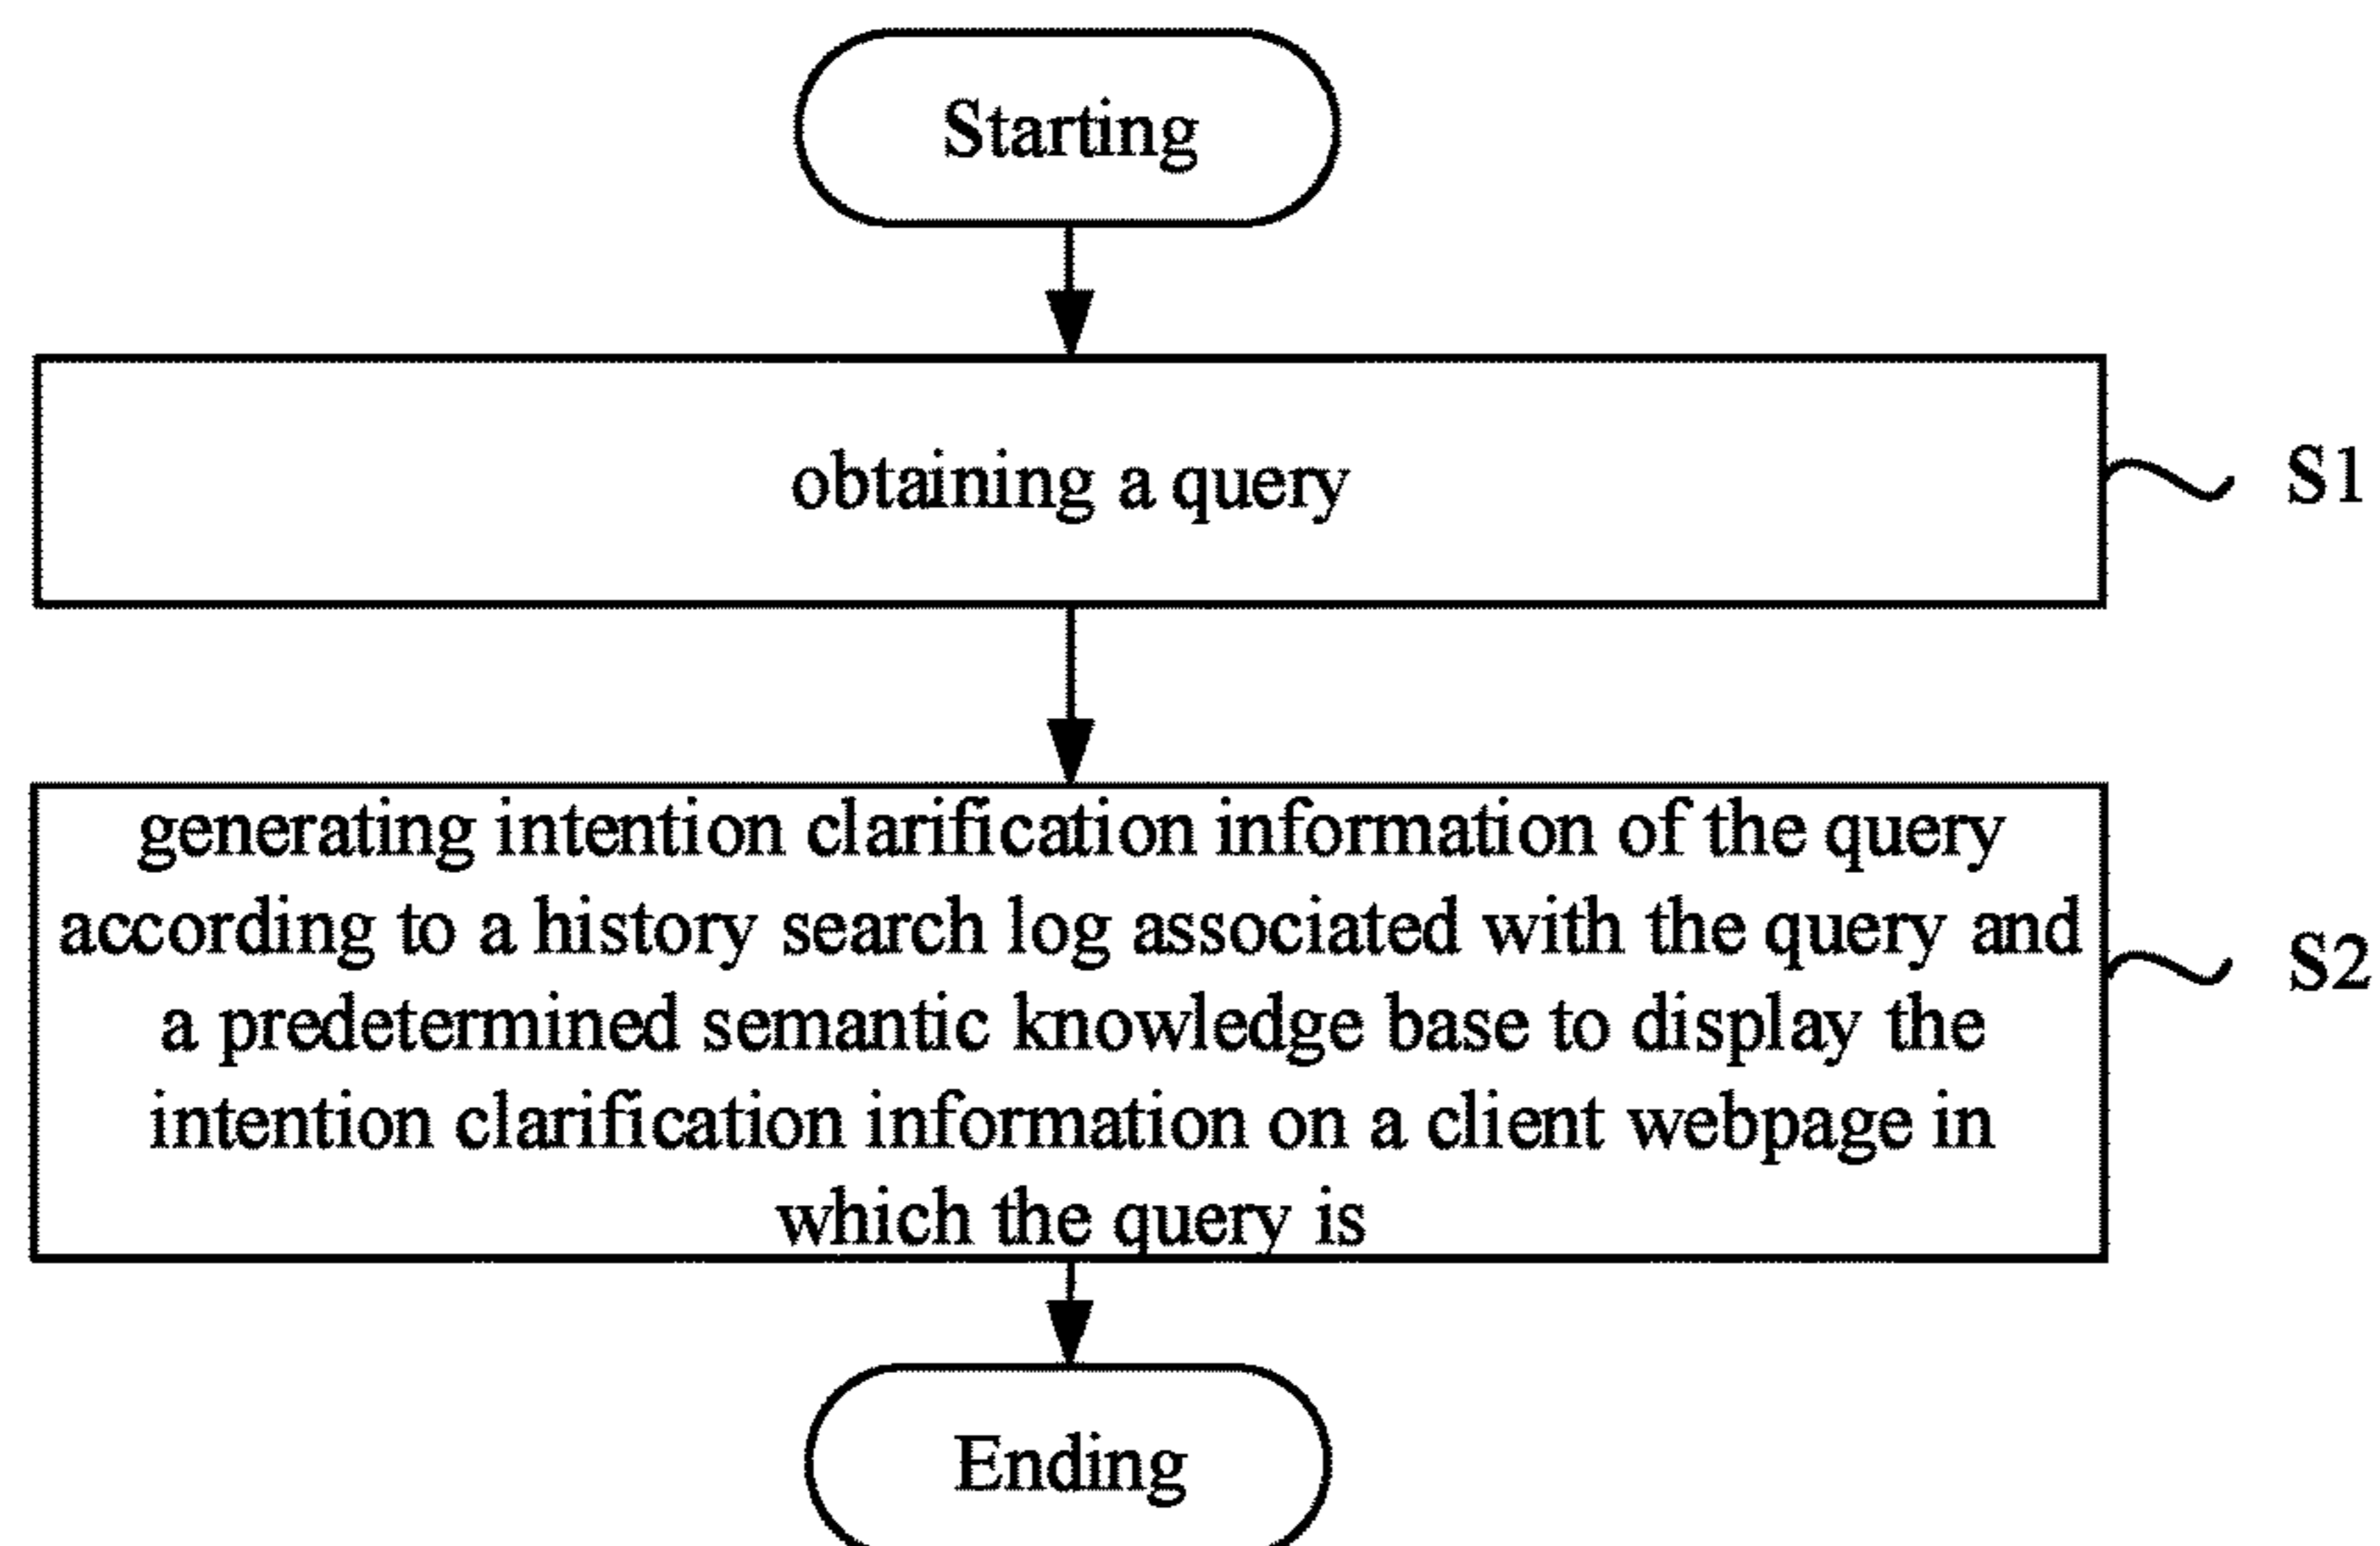 Starting
obtaining a query
S1
generating intention clarification information of the query
according to a history search log associated with the query and
S2
a predetermined semantic knowledge base to display the
intention clarification information on a client webpage in
which the query is
Ending